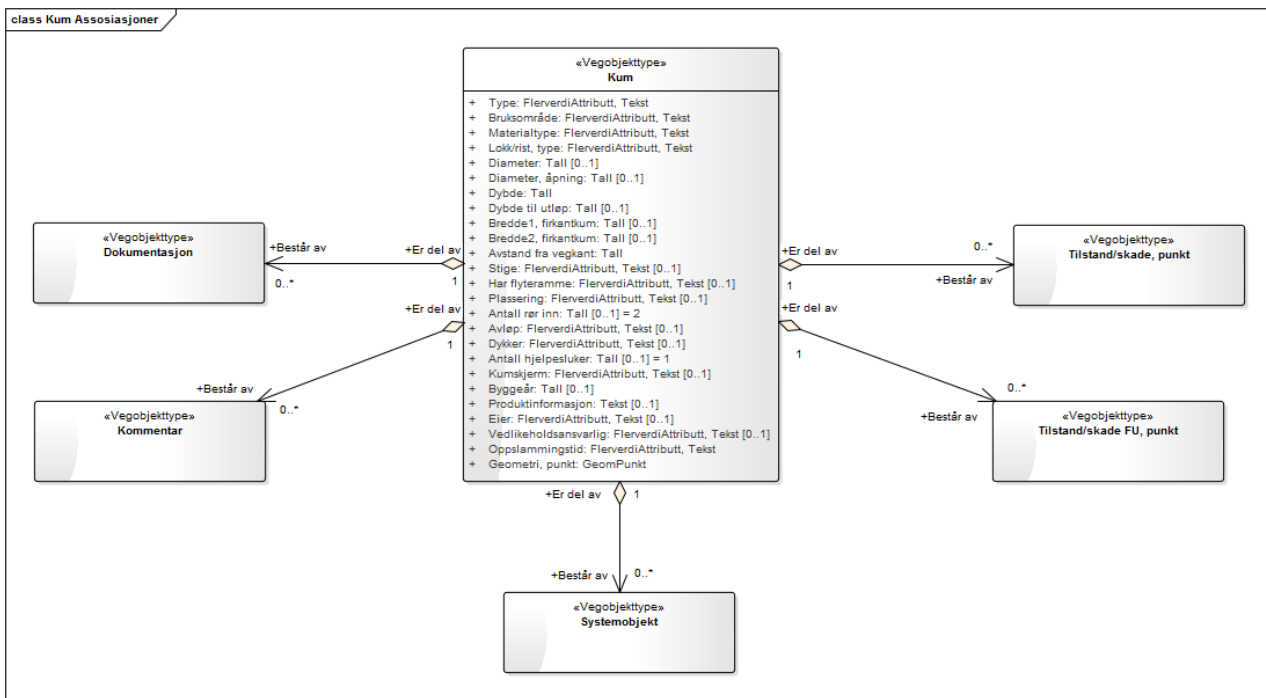 class Kum Assosiasjoner
«Vegobjekttype»
Kum
+ Type: FlerverdiAttributt, Tekst
+ Bruksområde: FlerverdiAttributt, Tekst
+ Materialtype: FlerverdiAttributt, Tekst
+ Lokk/rist, type: FlerverdiAttributt, Tekst
+ Diameter: Tall [0..1]
+ Diameter, åpning: Tall [0..1]
+ Dybde: Tall
+ Dybde til utløp: Tall [0..1]
+ Bredde1, firkantkum: Tall [0..1]
+ Bredde2, firkantkum: Tall [0..1]
+ Avstand fra vegkant: Tall
+ Stige: FlerverdiAttributt, Tekst [0..1]
+ Har flyteramme: FlerverdiAttributt, Tekst [0..1]
+ Plassering: FlerverdiAttributt, Tekst [0..1]
+ Antall rør inn: Tall [0..1] = 2
+ Avløp: FlerverdiAttributt, Tekst [0..1]
+ Dykker: FlerverdiAttributt, Tekst [0..1]
+ Antall hjelpesluker: Tall [0..1] = 1
+ Kumskjerm: FlerverdiAttributt, Tekst [0..1]
+ Byggeår: Tall [0..1]
+ Produktinformasjon: Tekst [0..1]
+ Eier: FlerverdiAttributt, Tekst [0..1]
+ Vedlikeholdsansvarlig: FlerverdiAttributt, Tekst [0..1]
+ Oppslammingstid: FlerverdiAttributt, Tekst
+ Geometri, punkt: GeomPunkt
«Vegobjekttype»
Dokumentasjon
+Består av
0..*
+Er del av
1
«Vegobjekttype»
Kommentar
+Består av
0..*
+Er del av
1
«Vegobjekttype»
Tilstand/skade, punkt
+Er del av
1
0..*
+Består av
«Vegobjekttype»
Tilstand/skade FU, punkt
+Er del av
1
0..*
+Består av
+Er del av
1
+Består av
0..*
«Vegobjekttype»
Systemobjekt